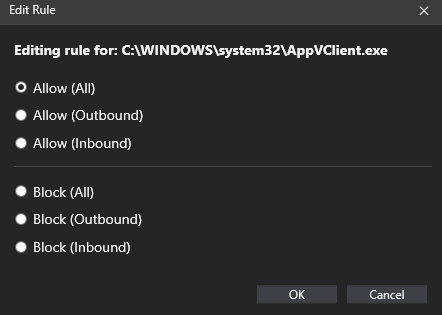 Edit Rule
Editing rule for: C:\WINDOWS\system32\AppVClient.exe
Allow (All)
Allow (Outbound)
Allow (Inbound)
Block (All)
Block (Outbound)
Block (Inbound)
OK Cancel